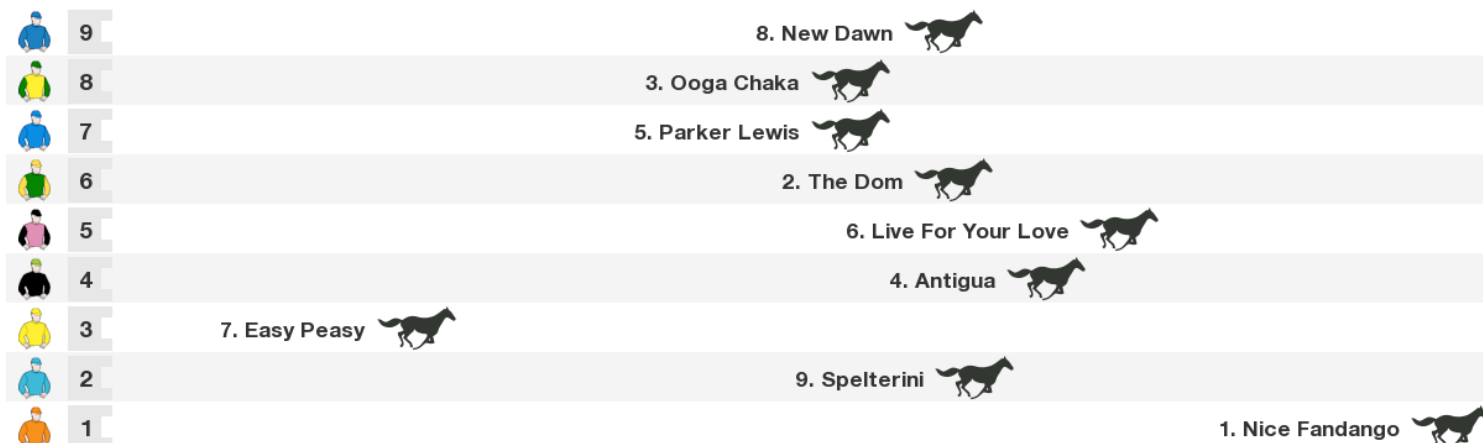 9 8. New Dawn
8 3. Ooga Chaka
7 5. Parker Lewis
6 2. The Dom
5 6. Live For Your Love
4 4. Antigua
3 7. Easy Peasy
2 9. Spelterini
1 1. Nice Fandango